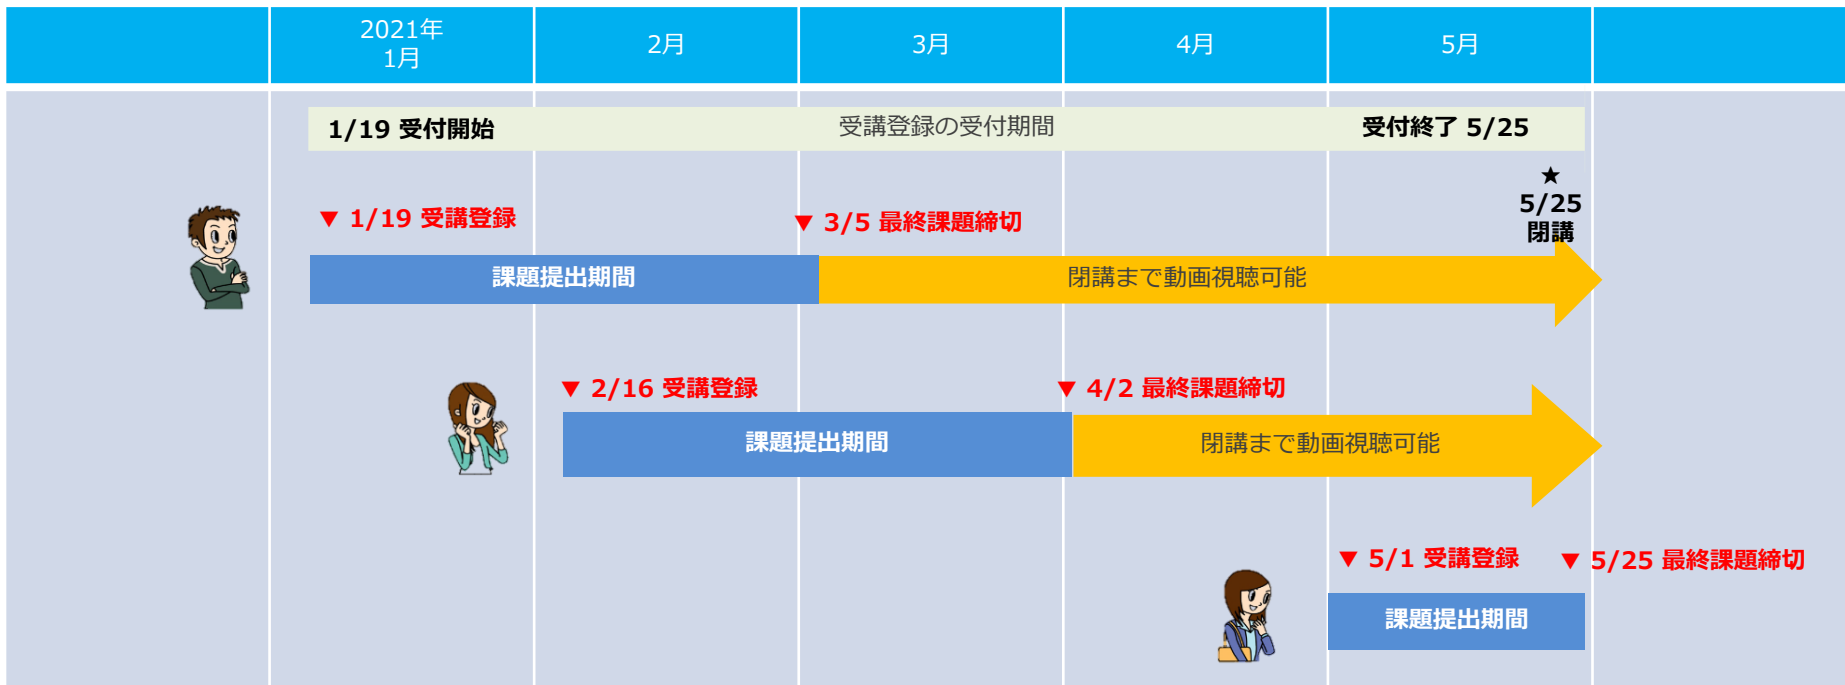 2021年
1月
2月
3月
4月
5月
1/19 受付開始
受講登録の受付期間
受付終了 5/25
★
5/25
閉講
▼ 1/19 受講登録
▼ 3/5 最終課題締切
課題提出期間
閉講まで動画視聴可能
▼ 2/16 受講登録
▼ 4/2 最終課題締切
課題提出期間
閉講まで動画視聴可能
▼ 5/1 受講登録
▼ 5/25 最終課題締切
課題提出期間